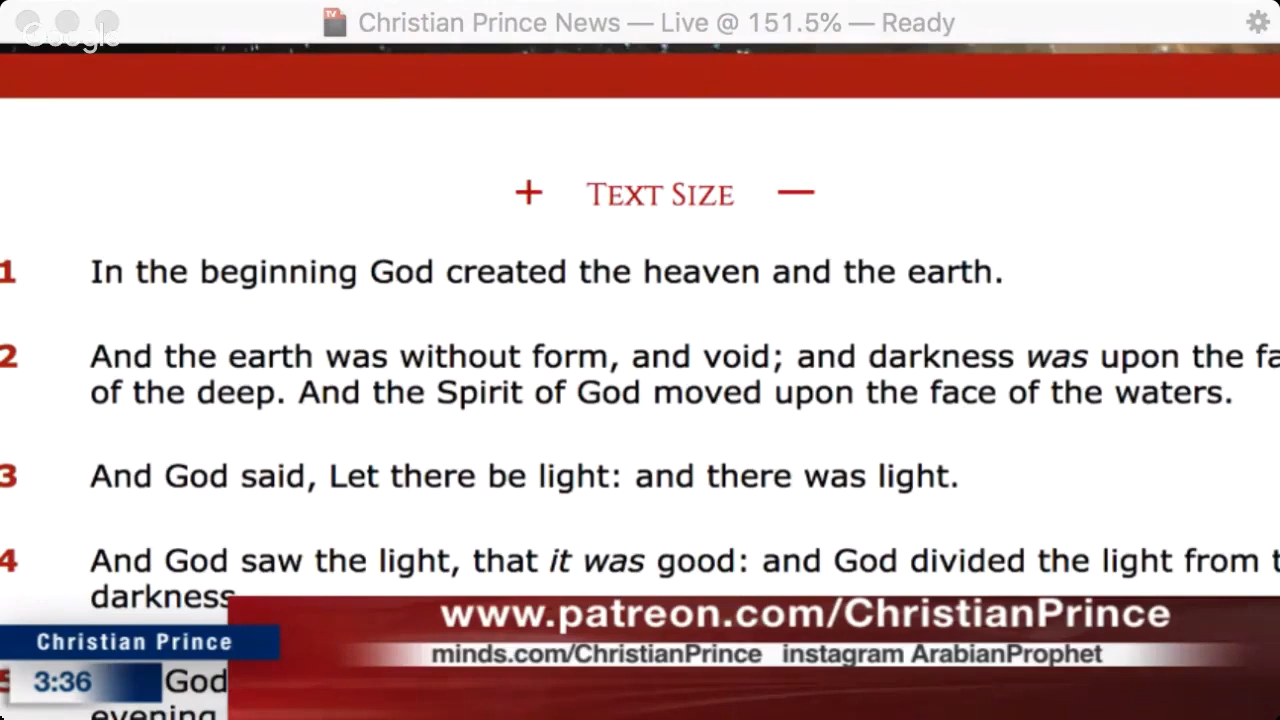 Google
Christian Prince News — Live @ 151.5% — Ready
+ TEXT SIZE —
1 In the beginning God created the heaven and the earth.
2 And the earth was without form, and void; and darkness was upon the fa
of the deep. And the Spirit of God moved upon the face of the waters.
3 And God said, Let there be light: and there was light.
4 And God saw the light, that it was good: and God divided the light from t
darkness
www.patreon.com/ChristianPrince
Christian Prince
minds.com/ChristianPrince instagram ArabianProphet
5 3:36 God
evening